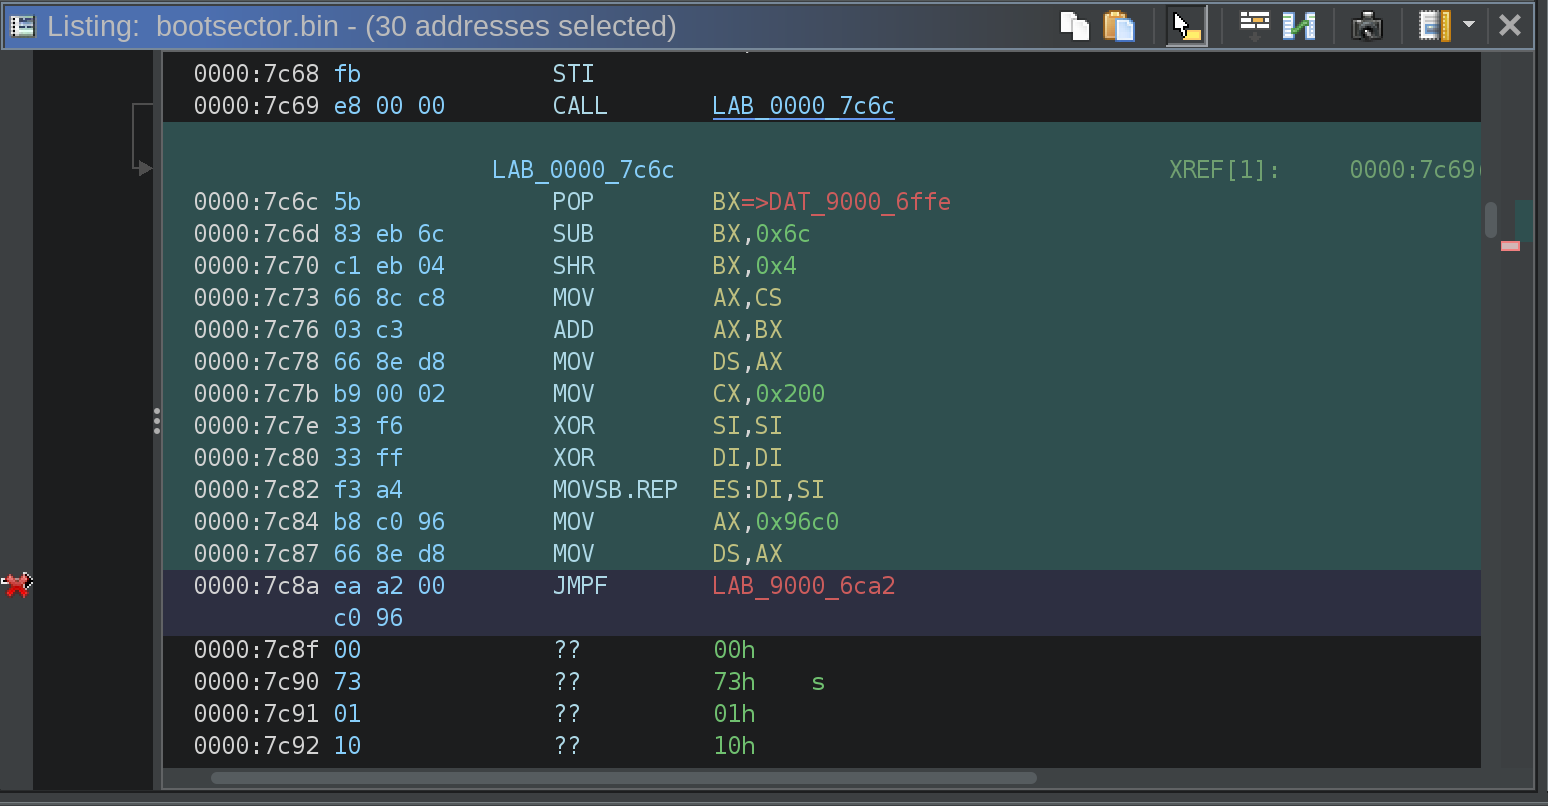 Listing: bootsector.bin - (30 addresses selected)
0000:7c68 fb STI
0000:7c69 e8 00 00 CALL LAB_0000_7c6c
LAB_0000_7c6c XREF[1]: 0000:7c69(
0000:7c6c 5b POP BX=>DAT_9000_6ffe
0000:7c6d 83 eb 6c SUB BX,0x6c
0000:7c70 c1 eb 04 SHR BX,0x4
0000:7c73 66 8c c8 MOV AX,CS
0000:7c76 03 c3 ADD AX,BX
0000:7c78 66 8e d8 MOV DS,AX
0000:7c7b b9 00 02 MOV CX,0x200
0000:7c7e 33 f6 XOR SI,SI
0000:7c80 33 ff XOR DI,DI
0000:7c82 f3 a4 MOVSB.REP ES:DI,SI
0000:7c84 b8 c0 96 MOV AX,0x96c0
0000:7c87 66 8e d8 MOV DS,AX
0000:7c8a ea a2 00 JMPF LAB_9000_6ca2
c0 96
0000:7c8f 00 ?? 00h
0000:7c90 73 ?? 73h s
0000:7c91 01 ?? 01h
0000:7c92 10 ?? 10h